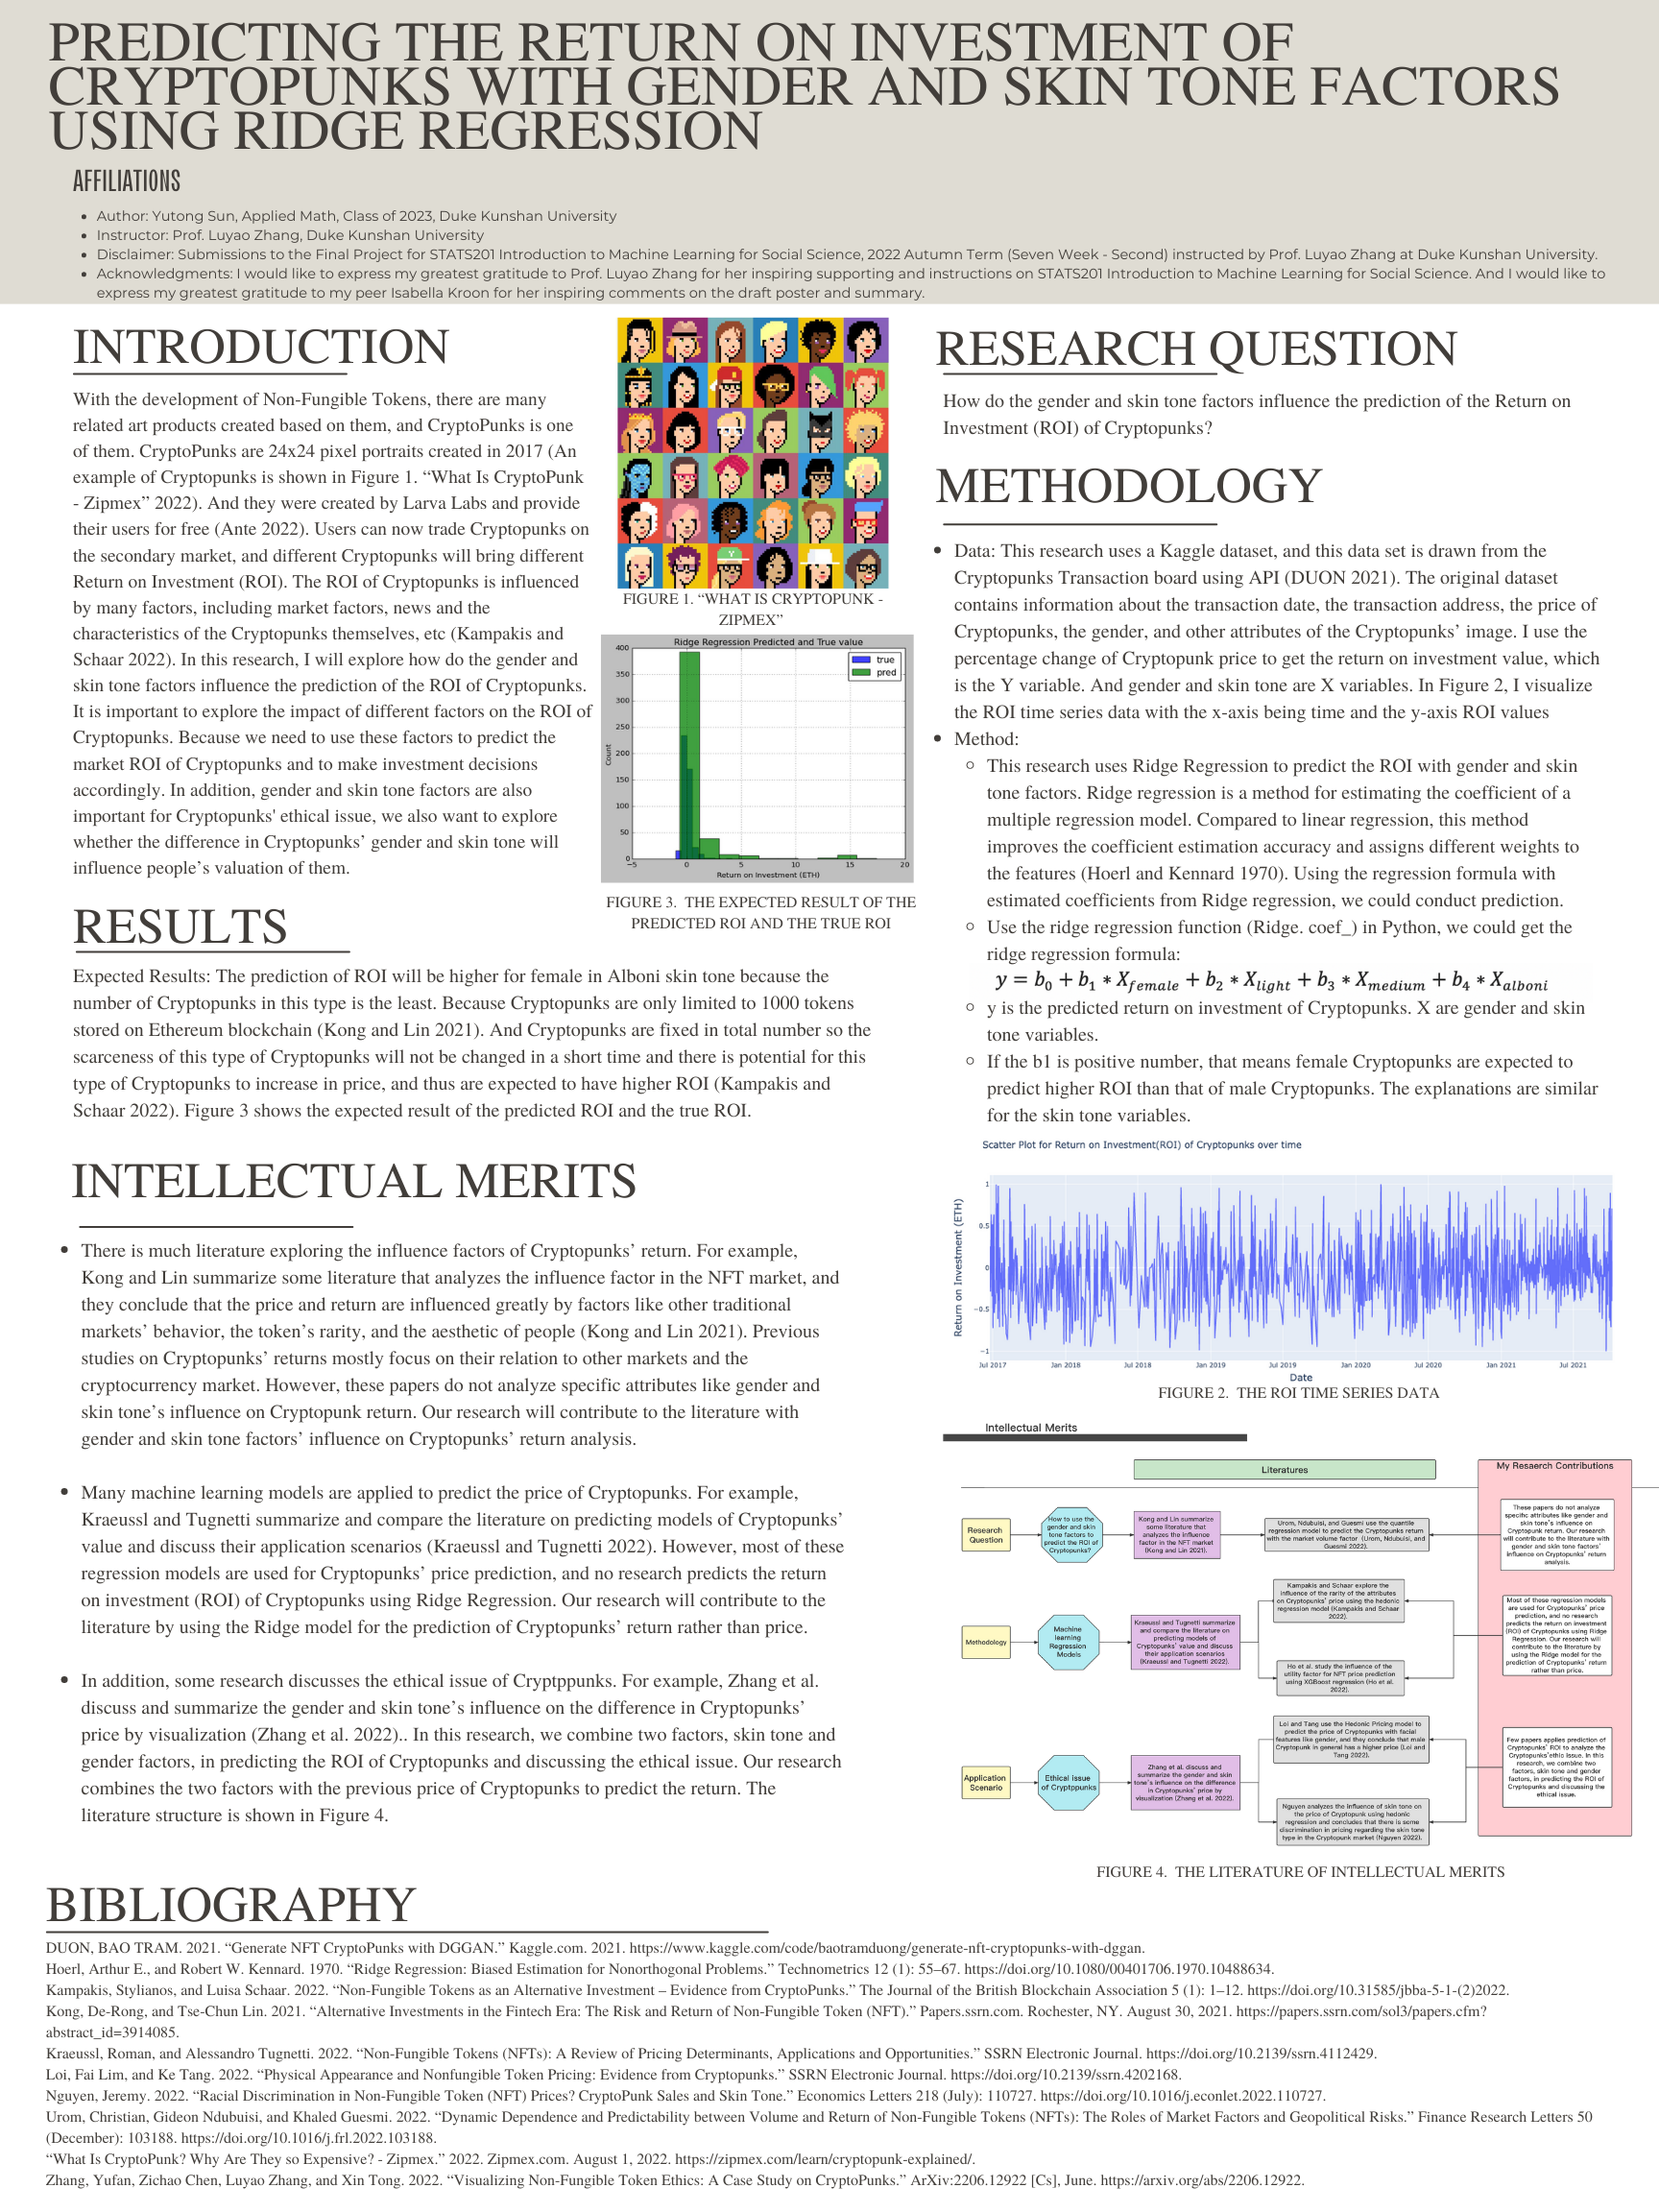 PREDICTING THE RETURN ON INVESTMENT OF
CRYPTOPUNKS WITH GENDER AND SKIN TONE FACTORS
USING RIDGE REGRESSION
AFFILIATIONS
• Author: Yutong Sun, Applied Math, Class of 2023, Duke Kunshan University
• Instructor: Prof. Luyao Zhang, Duke Kunshan University
• Disclaimer: Submissions to the Final Project for STATS201 Introduction to Machine Learning for Social Science, 2022 Autumn Term (Seven Week - Second) instructed by Prof. Luyao Zhang at Duke Kunshan University.
• Acknowledgments: I would like to express my greatest gratitude to Prof. Luyao Zhang for her inspiring supporting and instructions on STATS201 Introduction to Machine Learning for Social Science. And I would like to
express my greatest gratitude to my peer Isabella Kroon for her inspiring comments on the draft poster and summary.
INTRODUCTION
With the development of Non-Fungible Tokens, there are many
related art products created based on them, and CryptoPunks is one
of them. CryptoPunks are 24x24 pixel portraits created in 2017 (An
example of Cryptopunks is shown in Figure 1. “What Is CryptoPunk
- Zipmex” 2022). And they were created by Larva Labs and provide
their users for free (Ante 2022). Users can now trade Cryptopunks on
the secondary market, and different Cryptopunks will bring different
Return on Investment (ROI). The ROI of Cryptopunks is influenced
by many factors, including market factors, news and the
characteristics of the Cryptopunks themselves, etc (Kampakis and
Schaar 2022). In this research, I will explore how do the gender and
skin tone factors influence the prediction of the ROI of Cryptopunks.
It is important to explore the impact of different factors on the ROI of
Cryptopunks. Because we need to use these factors to predict the
market ROI of Cryptopunks and to make investment decisions
accordingly. In addition, gender and skin tone factors are also
important for Cryptopunks' ethical issue, we also want to explore
whether the difference in Cryptopunks’ gender and skin tone will
influence people’s valuation of them.
FIGURE 1. “WHAT IS CRYPTOPUNK -
ZIPMEX”
Ridge Regression Predicted and True value
true
pred
Count
400
350
300
250
200
150
100
50
0
−5 0 5 10 15 20
Return on Investment (ETH)
FIGURE 3. THE EXPECTED RESULT OF THE
PREDICTED ROI AND THE TRUE ROI
RESULTS
Expected Results: The prediction of ROI will be higher for female in Alboni skin tone because the
number of Cryptopunks in this type is the least. Because Cryptopunks are only limited to 1000 tokens
stored on Ethereum blockchain (Kong and Lin 2021). And Cryptopunks are fixed in total number so the
scarceness of this type of Cryptopunks will not be changed in a short time and there is potential for this
type of Cryptopunks to increase in price, and thus are expected to have higher ROI (Kampakis and
Schaar 2022). Figure 3 shows the expected result of the predicted ROI and the true ROI.
INTELLECTUAL MERITS
• There is much literature exploring the influence factors of Cryptopunks’ return. For example,
Kong and Lin summarize some literature that analyzes the influence factor in the NFT market, and
they conclude that the price and return are influenced greatly by factors like other traditional
markets’ behavior, the token’s rarity, and the aesthetic of people (Kong and Lin 2021). Previous
studies on Cryptopunks’ returns mostly focus on their relation to other markets and the
cryptocurrency market. However, these papers do not analyze specific attributes like gender and
skin tone’s influence on Cryptopunk return. Our research will contribute to the literature with
gender and skin tone factors’ influence on Cryptopunks’ return analysis.
• Many machine learning models are applied to predict the price of Cryptopunks. For example,
Kraeussl and Tugnetti summarize and compare the literature on predicting models of Cryptopunks’
value and discuss their application scenarios (Kraeussl and Tugnetti 2022). However, most of these
regression models are used for Cryptopunks’ price prediction, and no research predicts the return
on investment (ROI) of Cryptopunks using Ridge Regression. Our research will contribute to the
literature by using the Ridge model for the prediction of Cryptopunks’ return rather than price.
• In addition, some research discusses the ethical issue of Cryptppunks. For example, Zhang et al.
discuss and summarize the gender and skin tone’s influence on the difference in Cryptopunks’
price by visualization (Zhang et al. 2022).. In this research, we combine two factors, skin tone and
gender factors, in predicting the ROI of Cryptopunks and discussing the ethical issue. Our research
combines the two factors with the previous price of Cryptopunks to predict the return. The
literature structure is shown in Figure 4.
RESEARCH QUESTION
How do the gender and skin tone factors influence the prediction of the Return on
Investment (ROI) of Cryptopunks?
METHODOLOGY
• Data: This research uses a Kaggle dataset, and this data set is drawn from the
Cryptopunks Transaction board using API (DUON 2021). The original dataset
contains information about the transaction date, the transaction address, the price of
Cryptopunks, the gender, and other attributes of the Cryptopunks’ image. I use the
percentage change of Cryptopunk price to get the return on investment value, which
is the Y variable. And gender and skin tone are X variables. In Figure 2, I visualize
the ROI time series data with the x-axis being time and the y-axis ROI values
• Method:
◦ This research uses Ridge Regression to predict the ROI with gender and skin
tone factors. Ridge regression is a method for estimating the coefficient of a
multiple regression model. Compared to linear regression, this method
improves the coefficient estimation accuracy and assigns different weights to
the features (Hoerl and Kennard 1970). Using the regression formula with
estimated coefficients from Ridge regression, we could conduct prediction.
◦ Use the ridge regression function (Ridge. coef_) in Python, we could get the
ridge regression formula:
y = b₀ + b₁ * X_female + b₂ * X_light + b₃ * X_medium + b₄ * X_alboni
◦ y is the predicted return on investment of Cryptopunks. X are gender and skin
tone variables.
◦ If the b1 is positive number, that means female Cryptopunks are expected to
predict higher ROI than that of male Cryptopunks. The explanations are similar
for the skin tone variables.
Scatter Plot for Return on Investment(ROI) of Cryptopunks over time
Return on Investment (ETH)
1
0.5
0
−0.5
−1
Jul 2017 Jan 2018 Jul 2018 Jan 2019 Jul 2019 Jan 2020 Jul 2020 Jan 2021 Jul 2021
Date
FIGURE 2. THE ROI TIME SERIES DATA
Intellectual Merits
Literatures
My Resaerch Contributions
Research
Question
How to use the
gender and skin
tone factors to
predict the ROI of
Cryptopunks?
Kong and Lin summarize
some literature that
analyzes the influence
factor in the NFT market
(Kong and Lin 2021).
Urom, Ndubuisi, and Guesmi use the quantile
regression model to predict the Cryptopunks return
with the market volume factor (Urom, Ndubuisi, and
Guesmi 2022).
These papers do not analyze
specific attributes like gender and
skin tone's influence on
Cryptopunk return. Our research
will contribute to the literature with
gender and skin tone factors'
influence on Cryptopunks' return
analysis.
Methodology
Machine
learning
Regression
Models
Kraeussl and Tugnetti summarize
and compare the literature on
predicting models of
Cryptopunks' value and discuss
their application scenarios
(Kraeussl and Tugnetti 2022).
Kampakis and Schaar explore the
influence of the rarity of the attributes
on Cryptopunks' price using the hedonic
regression model (Kampakis and Schaar
2022).
Ho et al. study the influence of the
utility factor for NFT price prediction
using XGBoost regression (Ho et al.
2022).
Most of these regression models
are used for Cryptopunks' price
prediction, and no research
predicts the return on investment
(ROI) of Cryptopunks using Ridge
Regression. Our research will
contribute to the literature by
using the Ridge model for the
prediction of Cryptopunks' return
rather than price.
Application
Scenario
Ethical issue
of Cryptppunks
Zhang et al. discuss and
summarize the gender and skin
tone's influence on the difference
in Cryptopunks' price by
visualization (Zhang et al. 2022).
Loi and Tang use the Hedonic Pricing model to
predict the price of Cryptopunks with facial
features like gender, and they conclude that male
Cryptopunk in general has a higher price (Loi and
Tang 2022).
Nguyen analyzes the influence of skin tone on
the price of Cryptopunk using hedonic
regression and concludes that there is some
discrimination in pricing regarding the skin tone
type in the Cryptopunk market (Nguyen 2022).
Few papers applies prediction of
Cryptopunks' ROI to analyze the
Cryptopunks'ethic issue. In this
research, we combine two
factors, skin tone and gender
factors, in predicting the ROI of
Cryptopunks and discussing the
ethical issue.
FIGURE 4. THE LITERATURE OF INTELLECTUAL MERITS
BIBLIOGRAPHY
DUON, BAO TRAM. 2021. “Generate NFT CryptoPunks with DGGAN.” Kaggle.com. 2021. https://www.kaggle.com/code/baotramduong/generate-nft-cryptopunks-with-dggan.
Hoerl, Arthur E., and Robert W. Kennard. 1970. “Ridge Regression: Biased Estimation for Nonorthogonal Problems.” Technometrics 12 (1): 55–67. https://doi.org/10.1080/00401706.1970.10488634.
Kampakis, Stylianos, and Luisa Schaar. 2022. “Non-Fungible Tokens as an Alternative Investment – Evidence from CryptoPunks.” The Journal of the British Blockchain Association 5 (1): 1–12. https://doi.org/10.31585/jbba-5-1-(2)2022.
Kong, De-Rong, and Tse-Chun Lin. 2021. “Alternative Investments in the Fintech Era: The Risk and Return of Non-Fungible Token (NFT).” Papers.ssrn.com. Rochester, NY. August 30, 2021. https://papers.ssrn.com/sol3/papers.cfm?
abstract_id=3914085.
Kraeussl, Roman, and Alessandro Tugnetti. 2022. “Non-Fungible Tokens (NFTs): A Review of Pricing Determinants, Applications and Opportunities.” SSRN Electronic Journal. https://doi.org/10.2139/ssrn.4112429.
Loi, Fai Lim, and Ke Tang. 2022. “Physical Appearance and Nonfungible Token Pricing: Evidence from Cryptopunks.” SSRN Electronic Journal. https://doi.org/10.2139/ssrn.4202168.
Nguyen, Jeremy. 2022. “Racial Discrimination in Non-Fungible Token (NFT) Prices? CryptoPunk Sales and Skin Tone.” Economics Letters 218 (July): 110727. https://doi.org/10.1016/j.econlet.2022.110727.
Urom, Christian, Gideon Ndubuisi, and Khaled Guesmi. 2022. “Dynamic Dependence and Predictability between Volume and Return of Non-Fungible Tokens (NFTs): The Roles of Market Factors and Geopolitical Risks.” Finance Research Letters 50
(December): 103188. https://doi.org/10.1016/j.frl.2022.103188.
“What Is CryptoPunk? Why Are They so Expensive? - Zipmex.” 2022. Zipmex.com. August 1, 2022. https://zipmex.com/learn/cryptopunk-explained/.
Zhang, Yufan, Zichao Chen, Luyao Zhang, and Xin Tong. 2022. “Visualizing Non-Fungible Token Ethics: A Case Study on CryptoPunks.” ArXiv:2206.12922 [Cs], June. https://arxiv.org/abs/2206.12922.